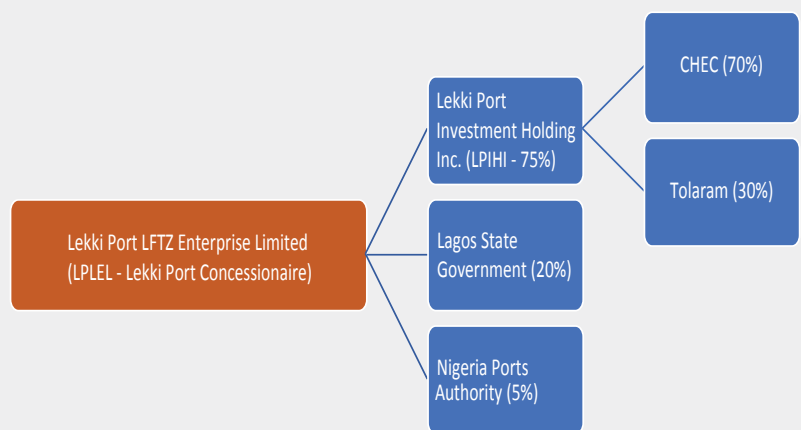 Lekki Port LFTZ Enterprise Limited
(LPLEL - Lekki Port Concessionaire)
Lekki Port
Investment Holding
Inc. (LPIHI - 75%)
Lagos State
Government (20%)
Nigeria Ports
Authority (5%)
CHEC (70%)
Tolaram (30%)